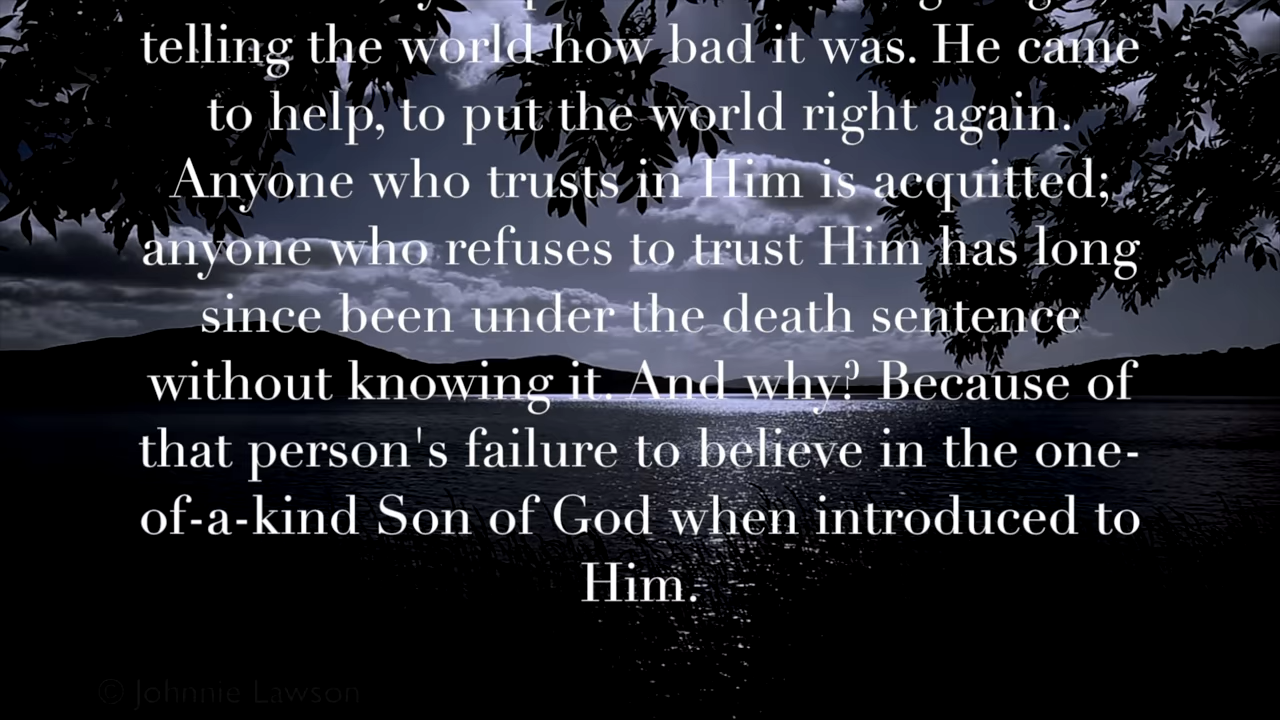 telling the world how bad it was. He came
to help, to put the world right again.
Anyone who trusts in Him is acquitted;
anyone who refuses to trust Him has long
since been under the death sentence
without knowing it. And why? Because of
that person's failure to believe in the one-
of-a-kind Son of God when introduced to
Him.
© Johnnie Lawson